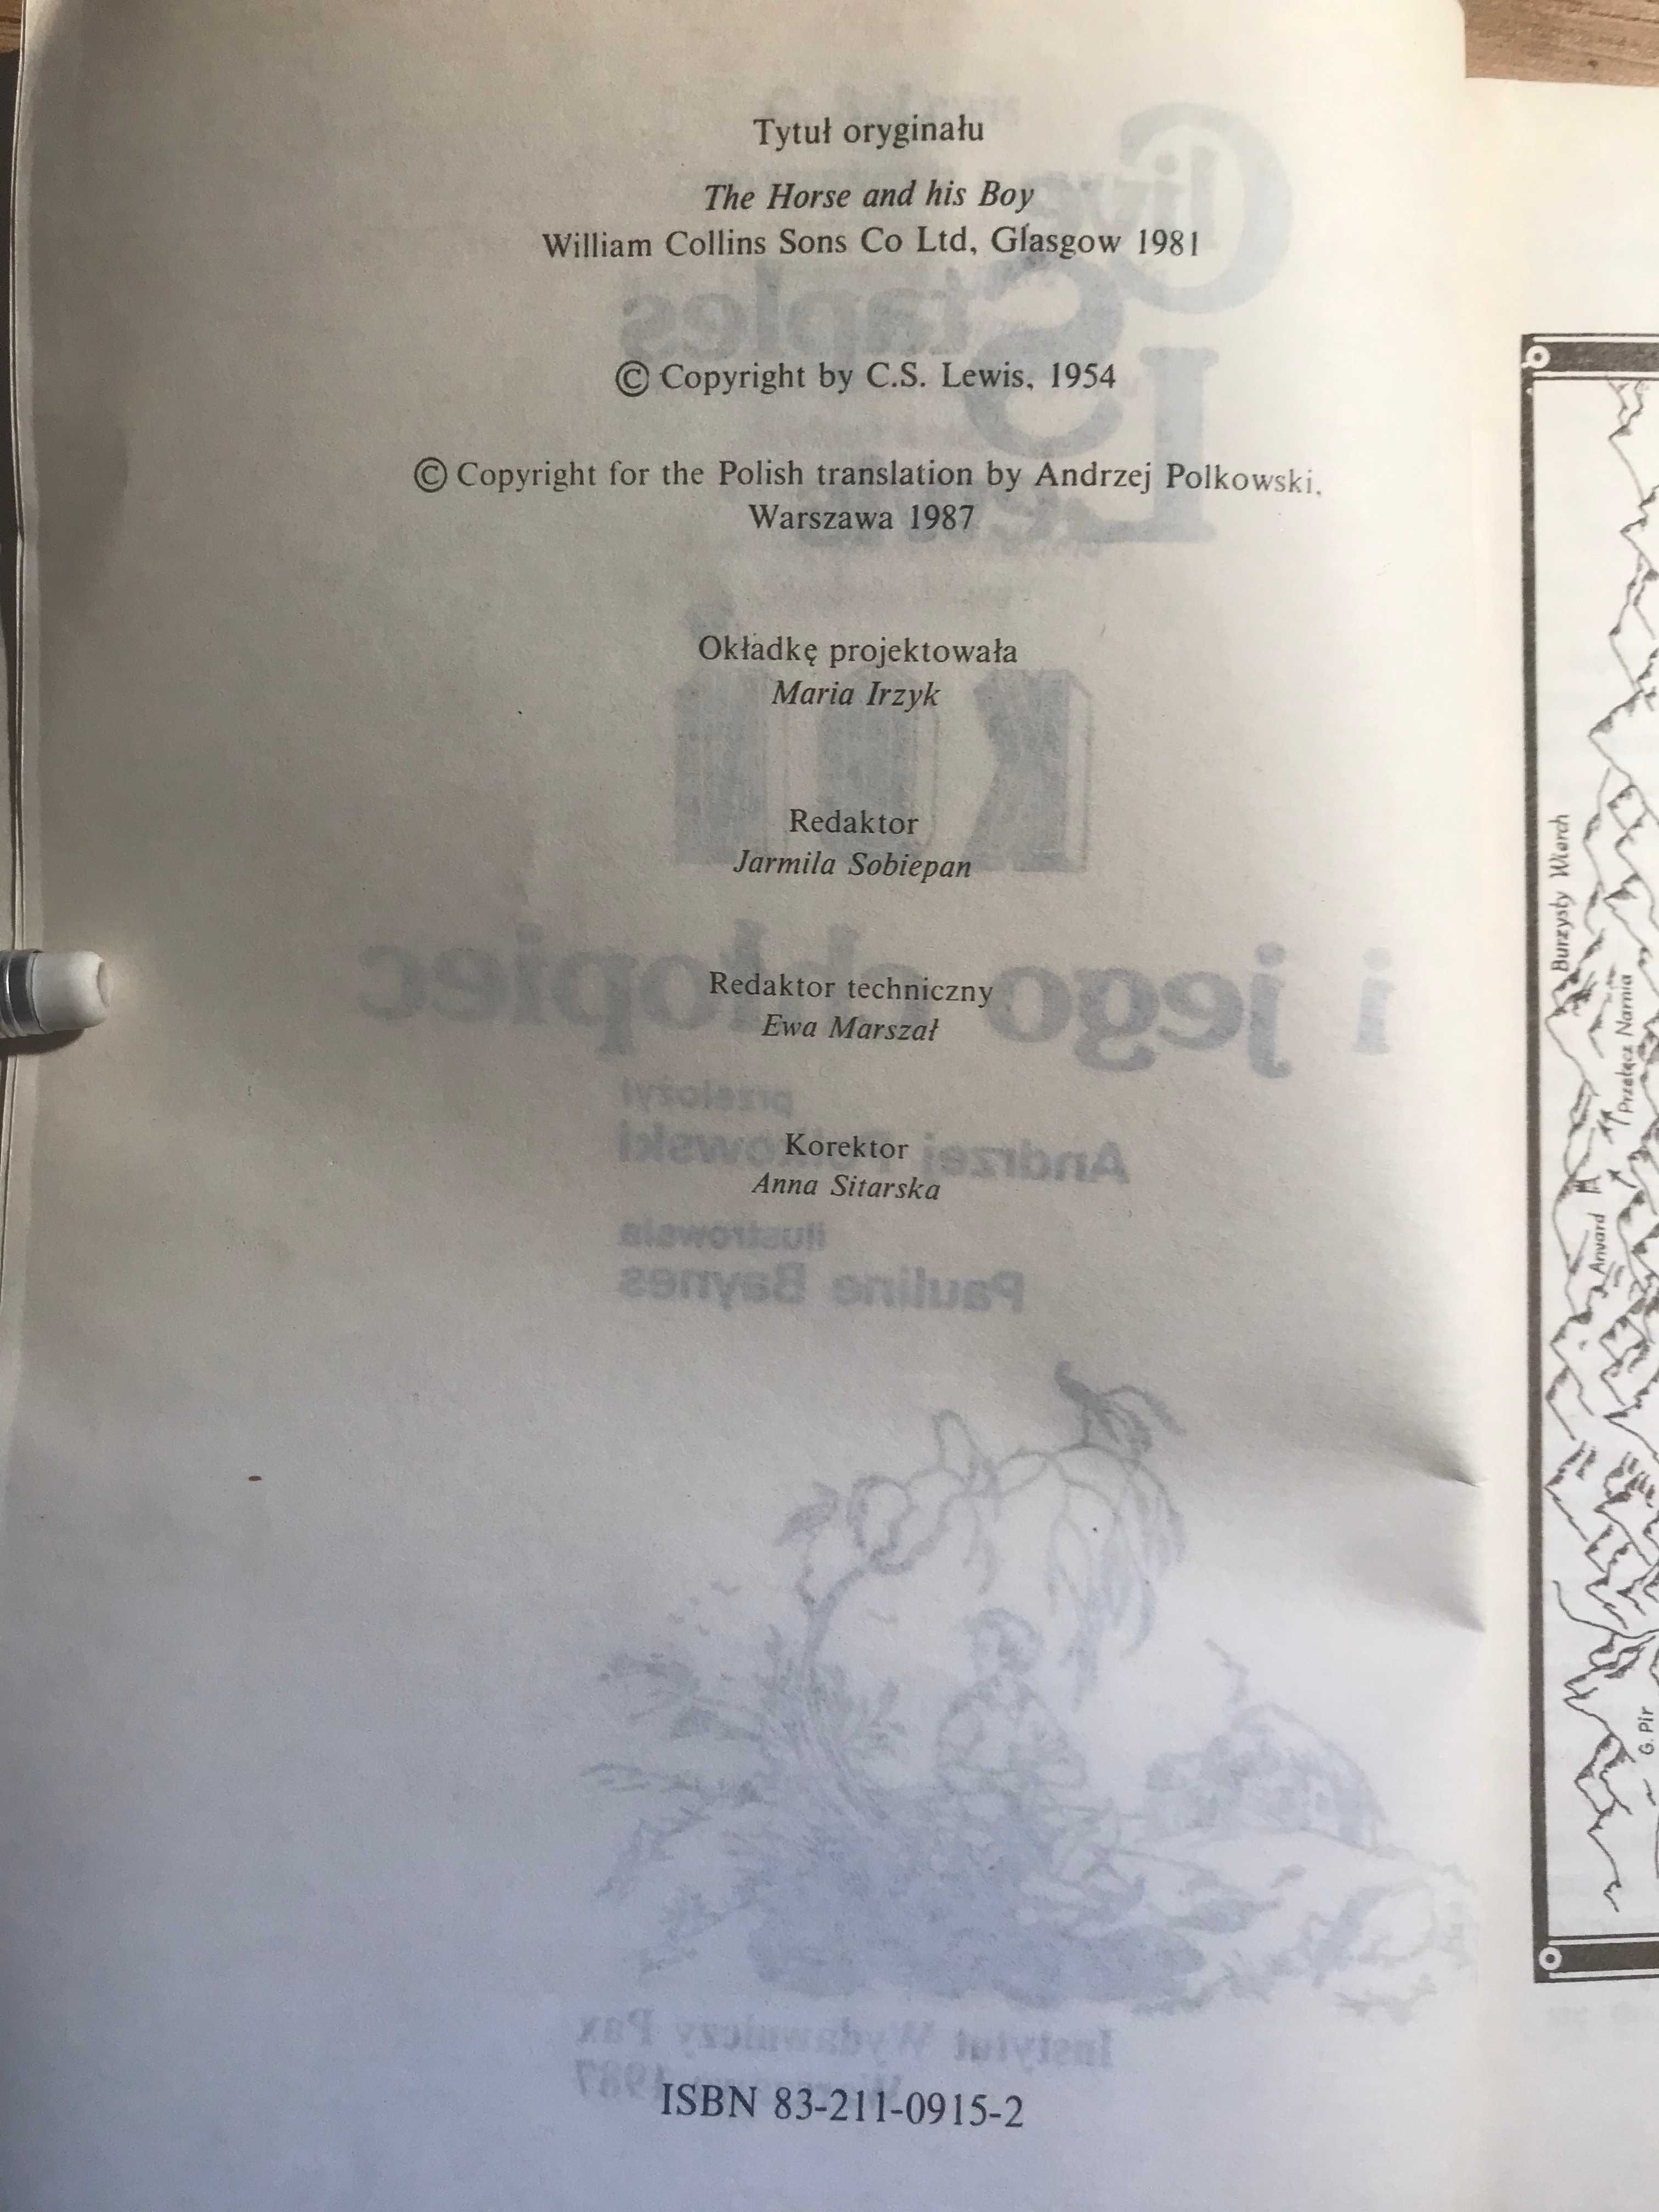 Tytuł oryginału
The Horse and his Boy
William Collins Sons Co Ltd, Glasgow 1981
© Copyright by C.S. Lewis, 1954
© Copyright for the Polish translation by Andrzej Polkowski,
Warszawa 1987
Okładkę projektowała
Maria Irzyk
Redaktor
Jarmila Sobiepan
Redaktor techniczny
Ewa Marszał
Korektor
Anna Sitarska
ISBN 83-211-0915-2
Burzysty Wierch
Przełęcz Narnia
Anvard
G. Pir